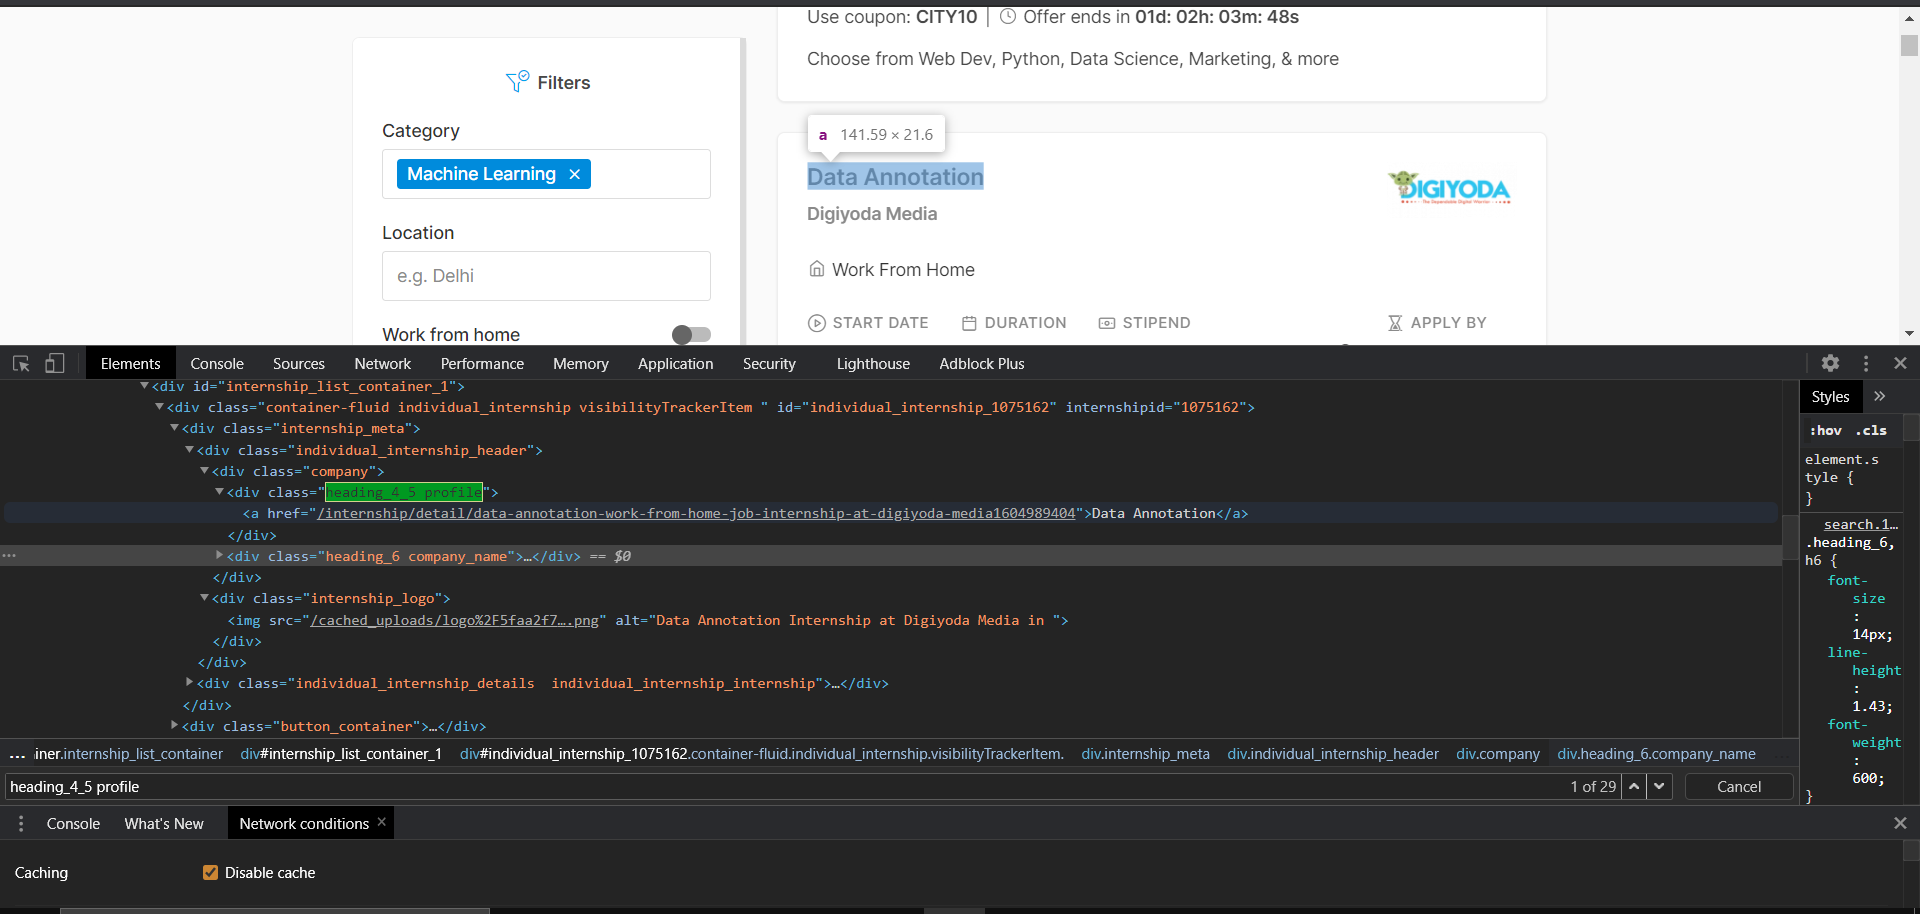 Use coupon: CITY10 | Offer ends in 01d: 02h: 03m: 48s
Choose from Web Dev, Python, Data Science, Marketing, & more
Filters
Category
Machine Learning ×
Location
e.g. Delhi
Work from home
a 141.59 × 21.6
Data Annotation
Digiyoda Media
DIGIYODA
Work From Home
START DATE DURATION STIPEND APPLY BY
Elements Console Sources Network Performance Memory Application Security Lighthouse Adblock Plus
<div id="internship_list_container_1">
<div class="container-fluid individual_internship visibilityTrackerItem " id="individual_internship_1075162" internshipid="1075162">
<div class="internship_meta">
<div class="individual_internship_header">
<div class="company">
<div class="heading_4_5 profile">
<a href="/internship/detail/data-annotation-work-from-home-job-internship-at-digiyoda-media1604989404">Data Annotation</a>
</div>
<div class="heading_6 company_name">…</div> == $0
</div>
<div class="internship_logo">
<img src="/cached_uploads/logo%2F5faa2f7….png" alt="Data Annotation Internship at Digiyoda Media in ">
</div>
</div>
<div class="individual_internship_details  individual_internship_internship">…</div>
</div>
<div class="button_container">…</div>
... iner.internship_list_container div#internship_list_container_1 div#individual_internship_1075162.container-fluid.individual_internship.visibilityTrackerItem. div.internship_meta div.individual_internship_header div.company div.heading_6.company_name
heading_4_5 profile 1 of 29 Cancel
Styles »
:hov .cls
element.s
tyle {
}
search.1…
.heading_6,
h6 {
font-
size
:
14px;
line-
height
:
1.43;
font-
weight
:
600;
}
Console What's New Network conditions ×
Caching Disable cache